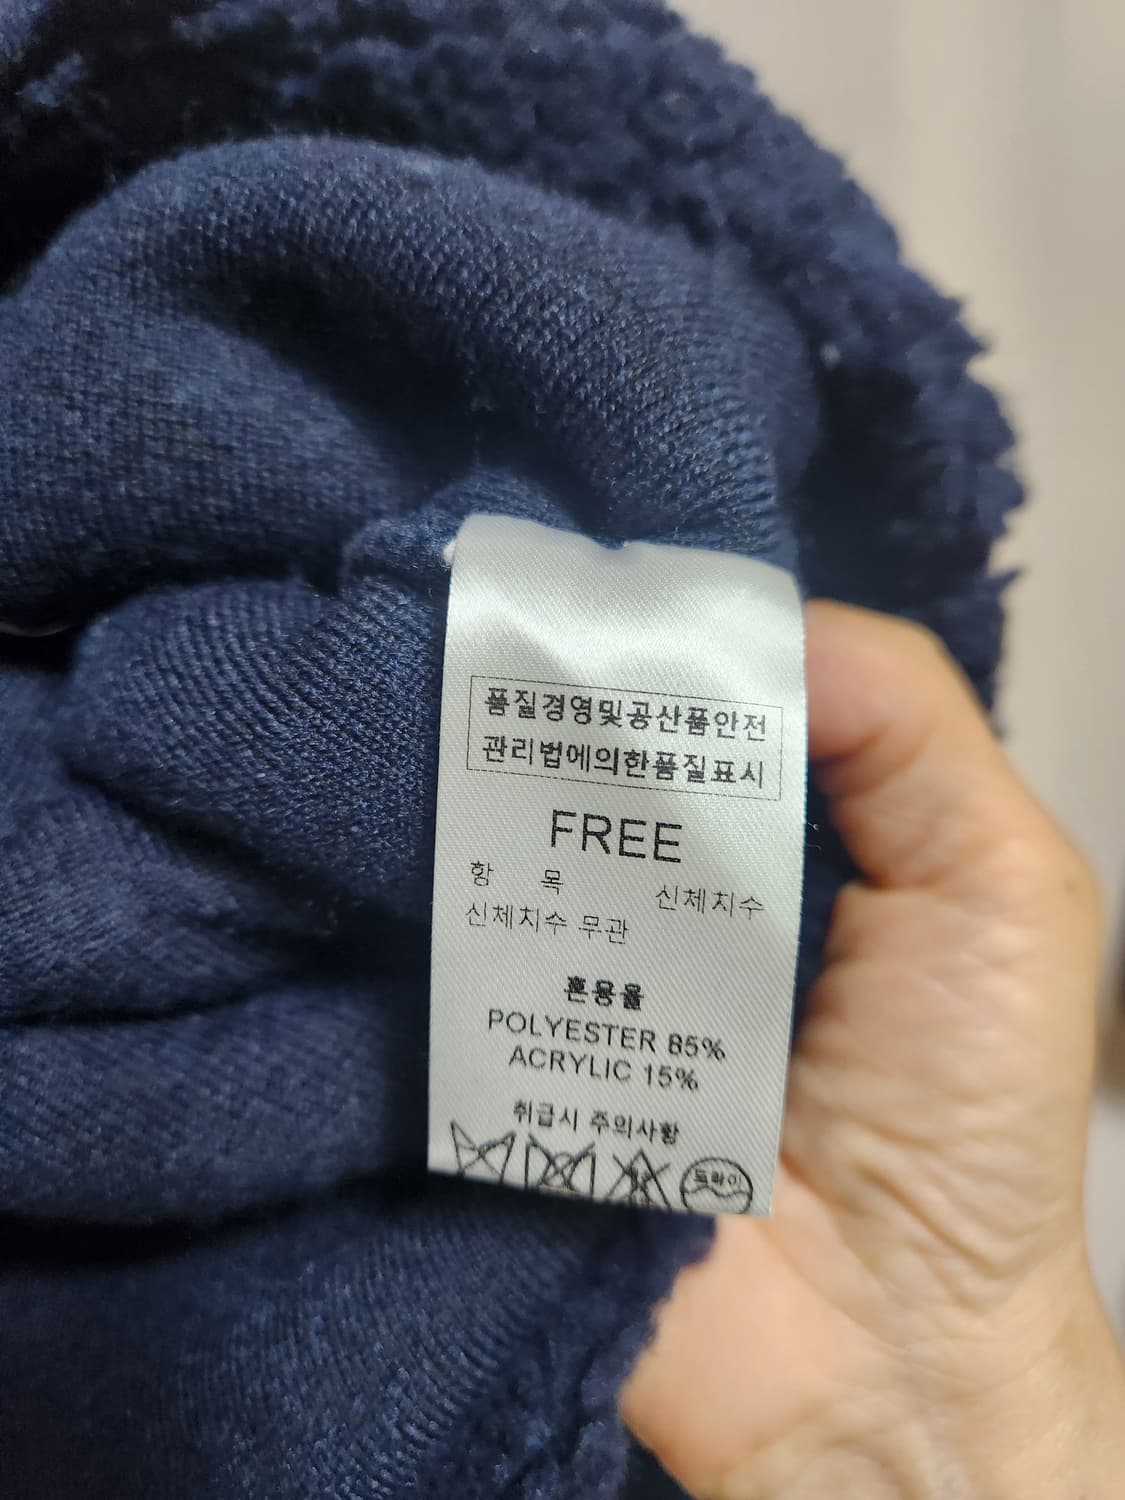 품질경영및공산품안전
관리법에의한품질표시
FREE
항 목 신체치수
신체치수 무관
혼용율
POLYESTER 85%
ACRYLIC 15%
취급시 주의사항
드라이